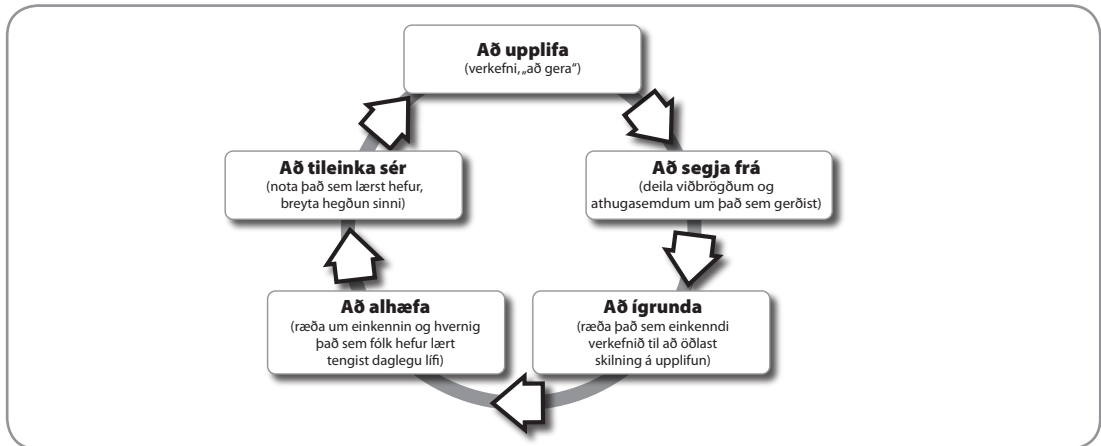 Að upplifa
(verkefni, „að gera“)
Að segja frá
(deila viðbrögðum og
athugasemdum um það sem gerðist)
Að ígrunda
(ræða það sem einkenndi
verkefnið til að öðlast
skilning á upplifun)
Að alhæfa
(ræða um einkennin og hvernig
það sem fólk hefur lært
tengist daglegu lífi)
Að tileinka sér
(nota það sem lærst hefur,
breyta hegðun sinni)